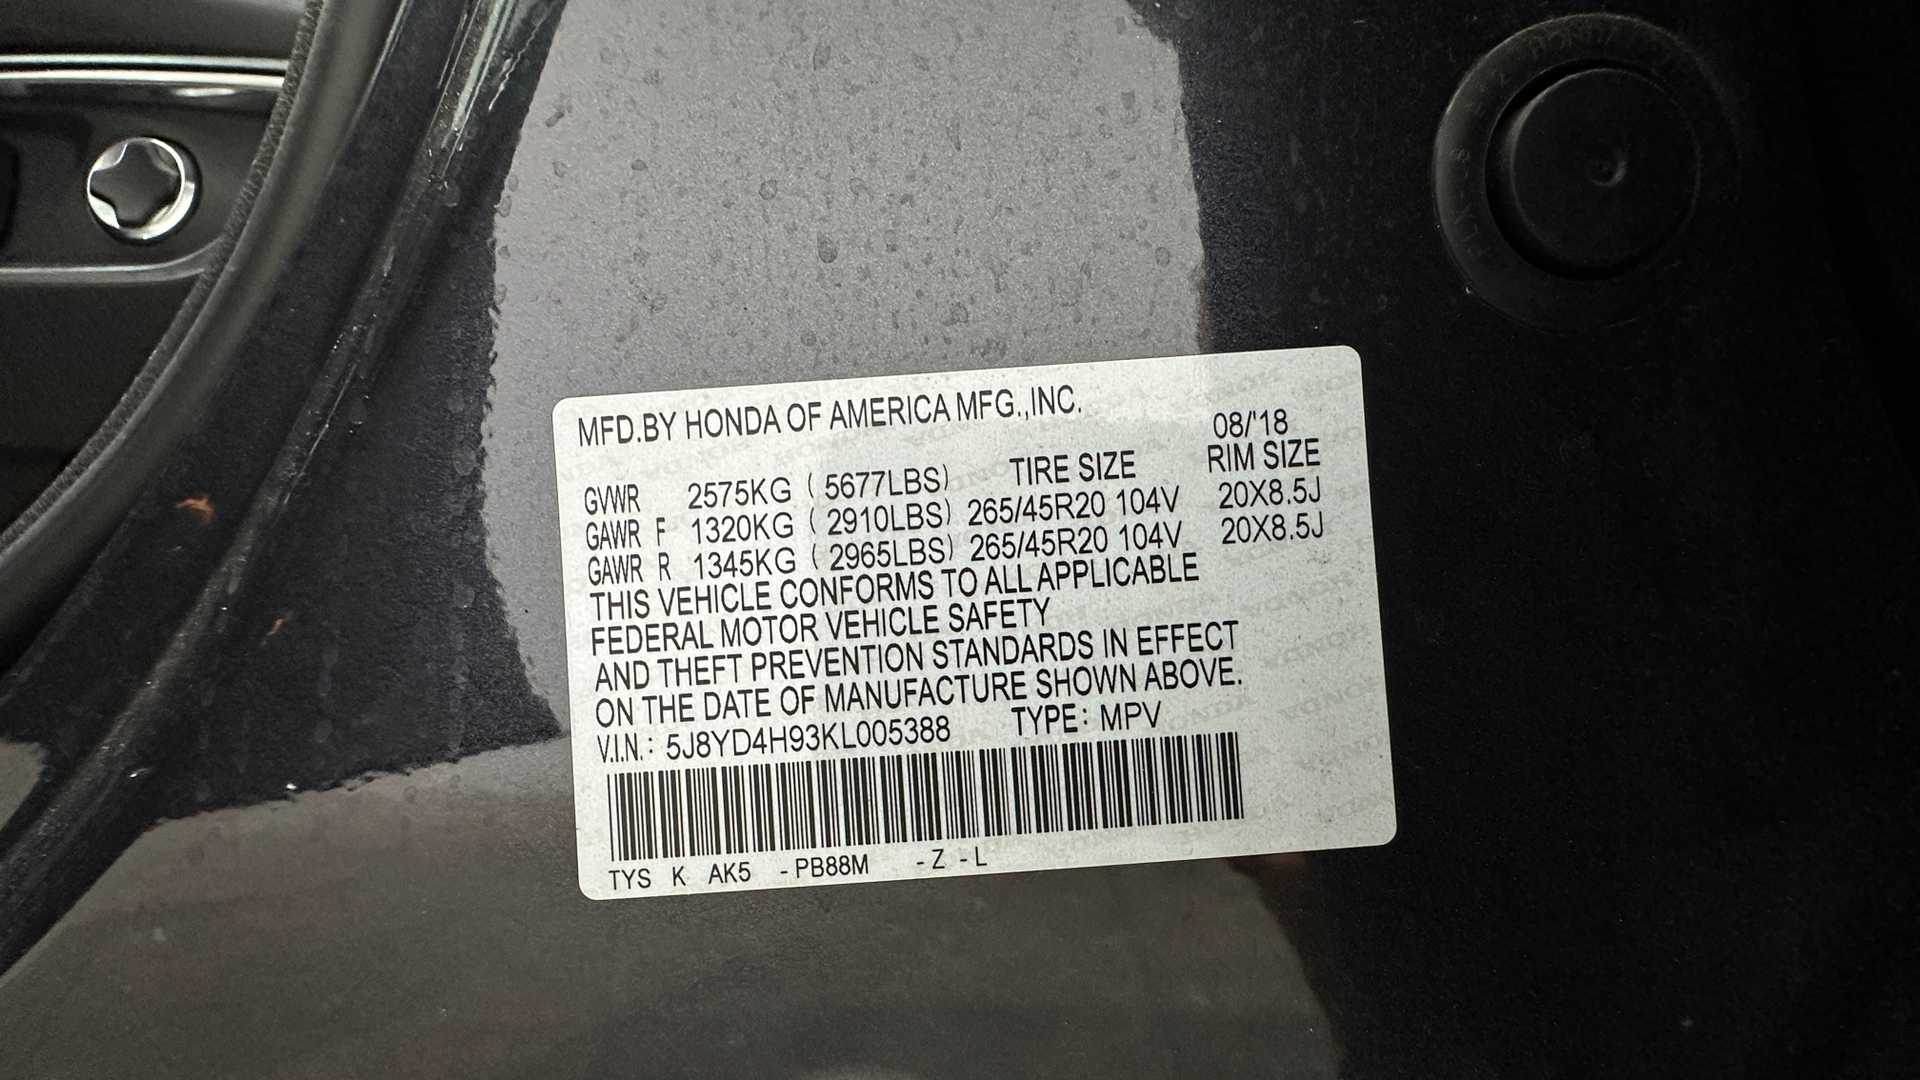 MFD.BY HONDA OF AMERICA MFG.,INC.
08/'18
TIRE SIZE RIM SIZE
GVWR 2575KG ( 5677LBS)
GAWR F 1320KG ( 2910LBS) 265/45R20 104V 20X8.5J
GAWR R 1345KG ( 2965LBS) 265/45R20 104V 20X8.5J
THIS VEHICLE CONFORMS TO ALL APPLICABLE
FEDERAL MOTOR VEHICLE SAFETY
AND THEFT PREVENTION STANDARDS IN EFFECT
ON THE DATE OF MANUFACTURE SHOWN ABOVE.
V.I.N.: 5J8YD4H93KL005388 TYPE: MPV
TYS K AK5 -PB88M -Z -L